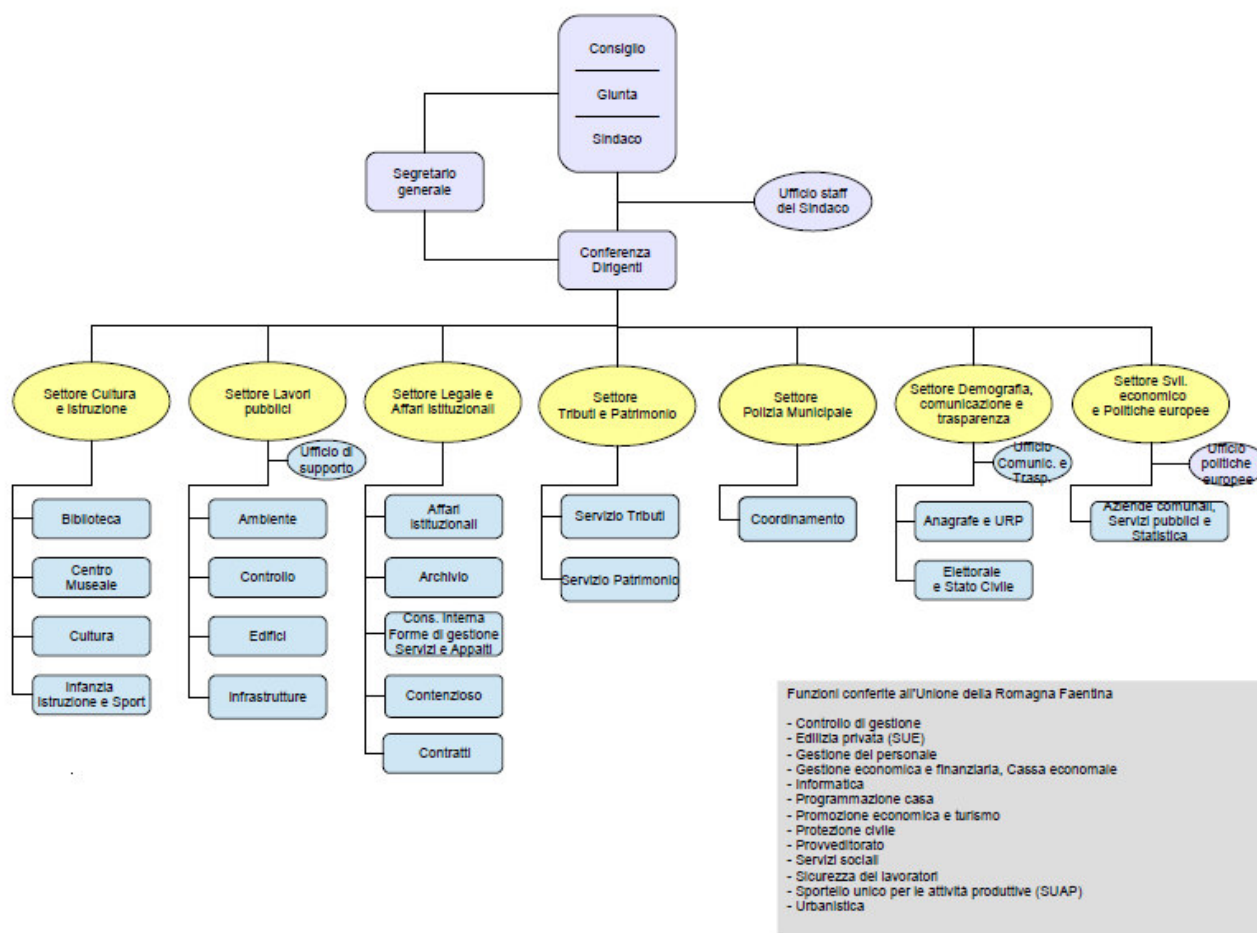 Consiglio
Giunta
Sindaco
Segretario
generale
Ufficio staff
del Sindaco
Conferenza
Dirigenti
Settore Cultura
e Istruzione
Settore Lavori
pubblici
Settore Legale e
Affari Istituzionali
Settore
Tributi e Patrimonio
Settore
Polizia Municipale
Settore Demografia,
comunicazione e
trasparenza
Settore Svil.
economico
e Politiche europee
Ufficio di
supporto
Ufficio
Comunic. e
Trasp.
Ufficio
politiche
europee
Biblioteca
Centro
Museale
Cultura
Infanzia
Istruzione e Sport
Ambiente
Controllo
Edifici
Infrastrutture
Affari
Istituzionali
Archivio
Cons. Interna
Forme di gestione
Servizi e Appalti
Contenzioso
Contratti
Servizio Tributi
Servizio Patrimonio
Coordinamento
Anagrafe e URP
Elettorale
e Stato Civile
Aziende comunali,
Servizi pubblici e
Statistica
Funzioni conferite all'Unione della Romagna Faentina
- Controllo di gestione
- Edilizia privata (SUE)
- Gestione del personale
- Gestione economica e finanziaria, Cassa economale
- Informatica
- Programmazione casa
- Promozione economica e turismo
- Protezione civile
- Provveditorato
- Servizi sociali
- Sicurezza dei lavoratori
- Sportello unico per le attività produttive (SUAP)
- Urbanistica